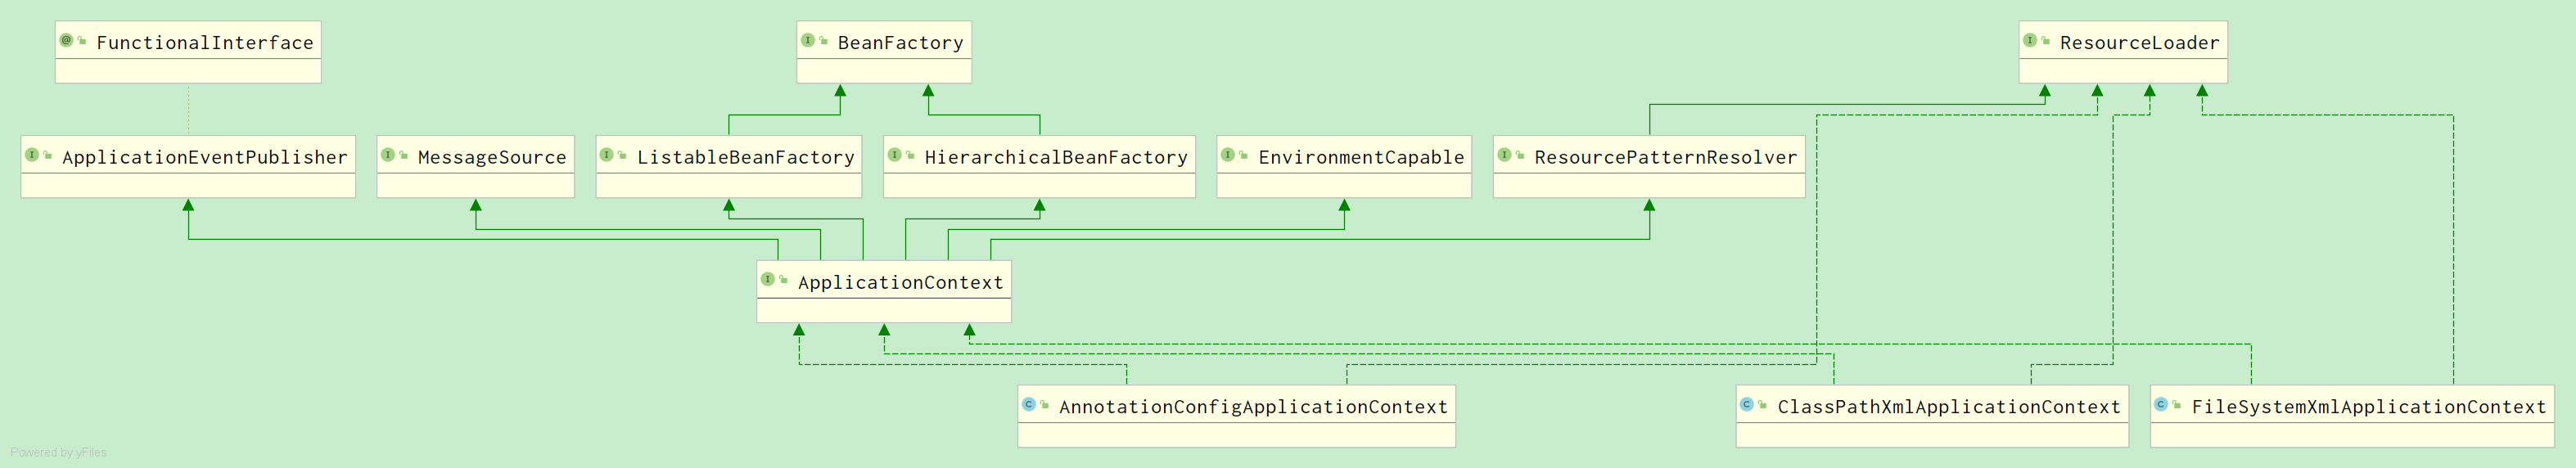 FunctionalInterface
BeanFactory
ResourceLoader
ApplicationEventPublisher
MessageSource
ListableBeanFactory
HierarchicalBeanFactory
EnvironmentCapable
ResourcePatternResolver
ApplicationContext
AnnotationConfigApplicationContext
ClassPathXmlApplicationContext
FileSystemXmlApplicationContext
Powered by yFiles